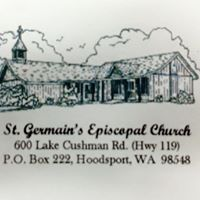 St. Germain's Episcopal Church
600 Lake Cushman Rd. (Hwy 119)
P.O. Box 222, Hoodsport, WA 98548